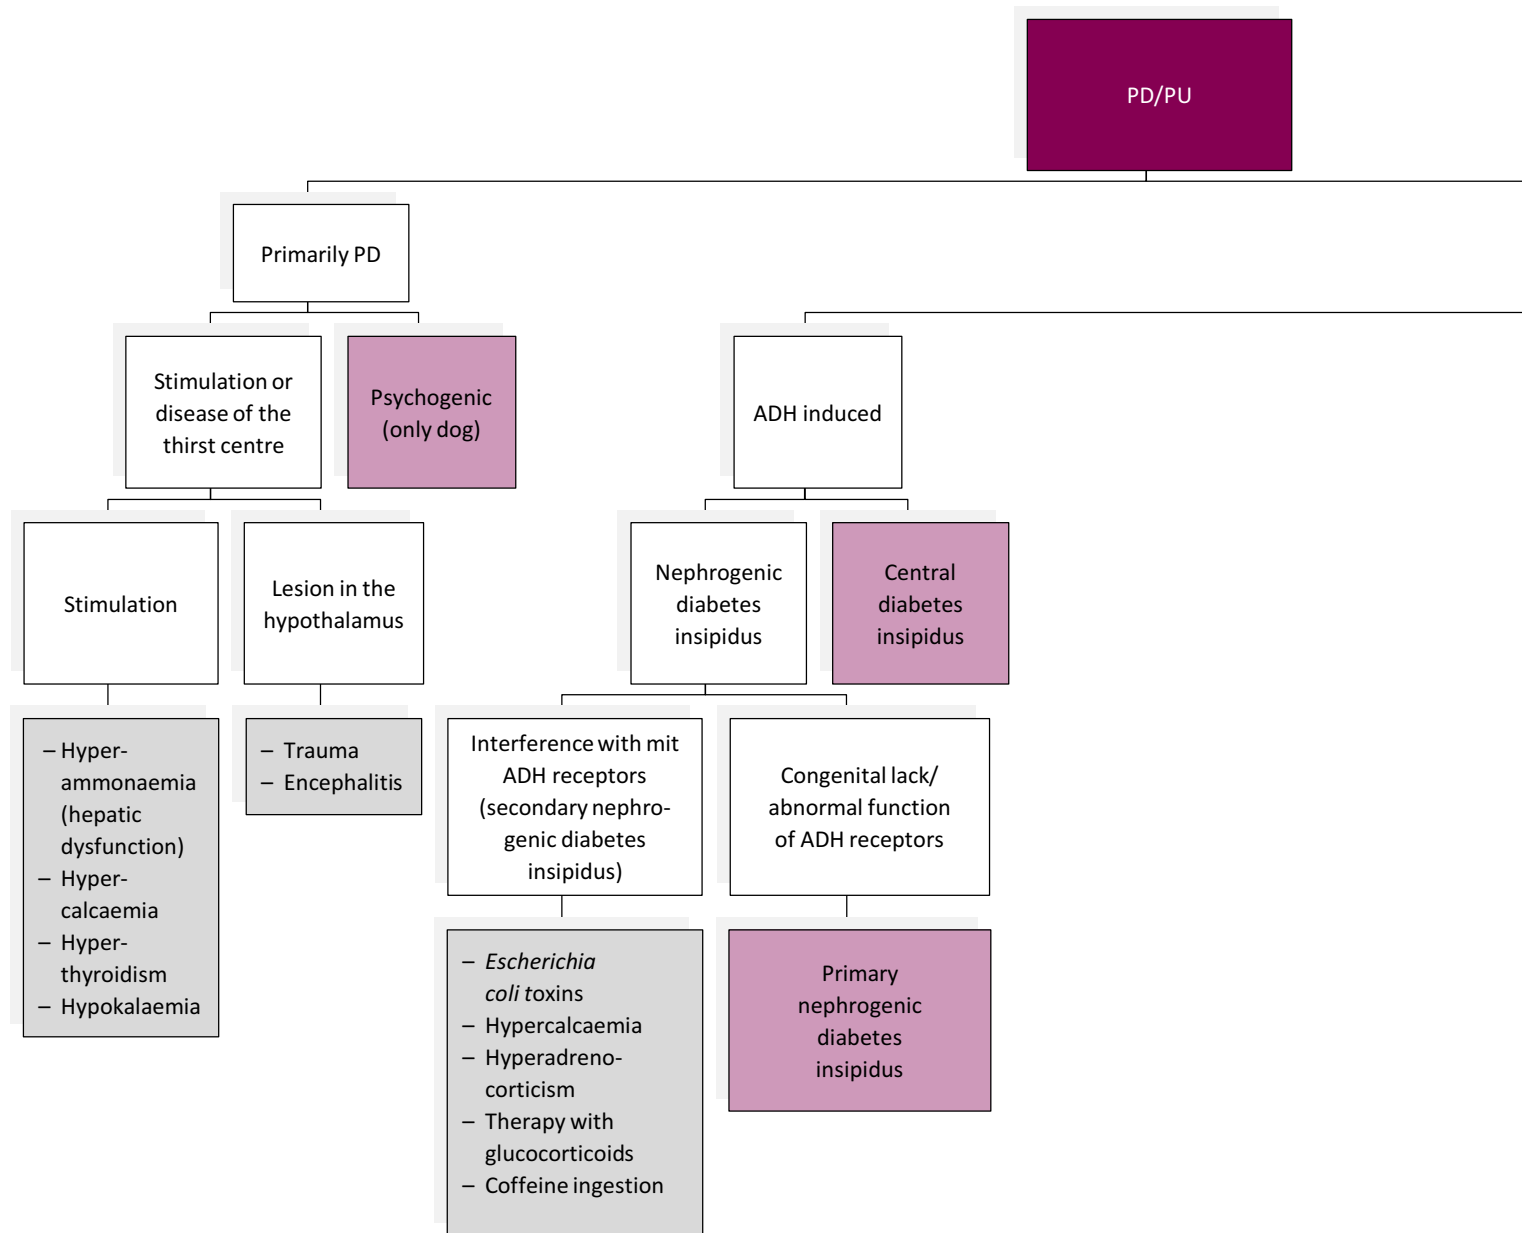 PD/PU
Primarily PD
Stimulation or
disease of the
thirst centre
Psychogenic
(only dog)
ADH induced
Stimulation
Lesion in the
hypothalamus
Nephrogenic
diabetes
insipidus
Central
diabetes
insipidus
– Hyper-
ammonaemia
(hepatic
dysfunction)
– Hyper-
calcaemia
– Hyper-
thyroidism
– Hypokalaemia
– Trauma
– Encephalitis
Interference with mit
ADH receptors
(secondary nephro-
genic diabetes
insipidus)
Congenital lack/
abnormal function
of ADH receptors
– Escherichia
coli toxins
– Hypercalcaemia
– Hyperadreno-
corticism
– Therapy with
glucocorticoids
– Coffeine ingestion
Primary
nephrogenic
diabetes
insipidus